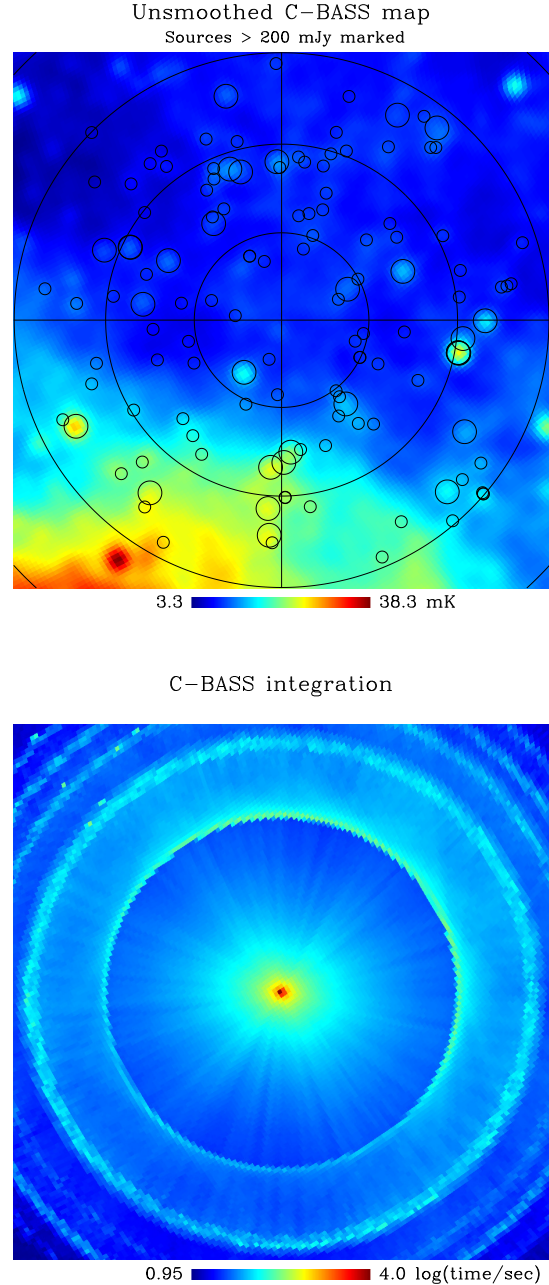 Unsmoothed C-BASS map
Sources > 200 mJy marked
3.3 38.3 mK
C-BASS integration
0.95 4.0 log(time/sec)